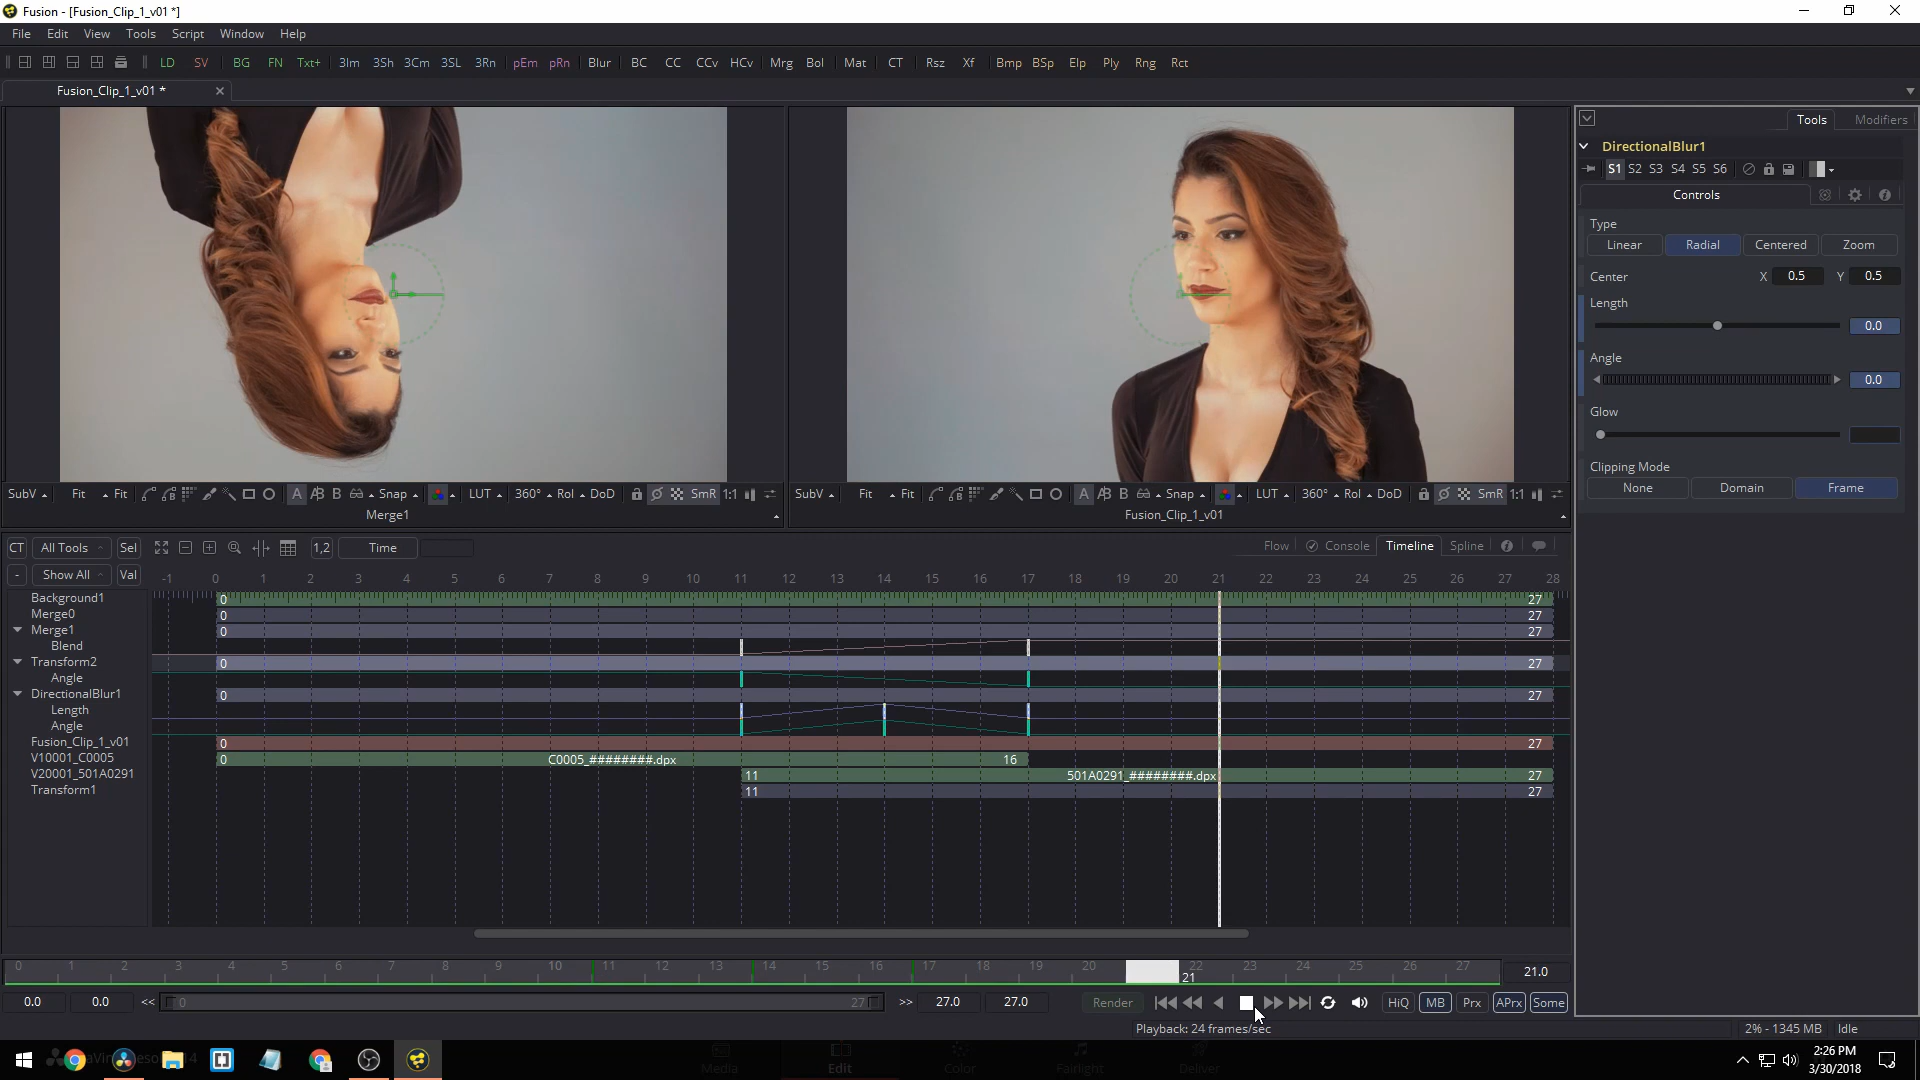 Fusion - [Fusion_Clip_1_v01 *]
File Edit View Tools Script Window Help
LD SV BG FN Txt+ 3Im 3Sh 3Cm 3SL 3Rn pEm pRn Blur BC CC CCv HCv Mrg Bol Mat CT Rsz Xf Bmp BSp Elp Ply Rng Rct
Fusion_Clip_1_v01 *
Tools Modifiers
DirectionalBlur1
S1 S2 S3 S4 S5 S6
Controls
Type
Linear Radial Centered Zoom
Center X 0.5 Y 0.5
Length
0.0
Angle
0.0
Glow
Clipping Mode
None Domain Frame
SubV Fit Fit A B Snap LUT 360° Rol DoD SmR 1:1
Merge1
SubV Fit Fit A B Snap LUT 360° Rol DoD SmR 1:1
Fusion_Clip_1_v01
CT All Tools Sel 1,2 Time Flow Console Timeline Spline
- Show All Val -1 0 1 2 3 4 5 6 7 8 9 10 11 12 13 14 15 16 17 18 19 20 21 22 23 24 25 26 27 28
Background1 0 27
Merge0 0 27
Merge1 0 27
Blend
Transform2 0 27
Angle
DirectionalBlur1 0 27
Length
Angle
Fusion_Clip_1_v01 0 27
V10001_C0005 0 C0005_########.dpx 16
V20001_501A0291 11 501A0291_########.dpx 27
Transform1 11 27
0 1 2 3 4 5 6 7 8 9 10 11 12 13 14 15 16 17 18 19 20 21 22 23 24 25 26 27 21.0
0.0 0.0 << 0 27 >> 27.0 27.0 Render HiQ MB Prx APrx Some
Playback: 24 frames/sec 2% - 1345 MB Idle
Media Edit Color Fairlight Deliver
2:26 PM
3/30/2018